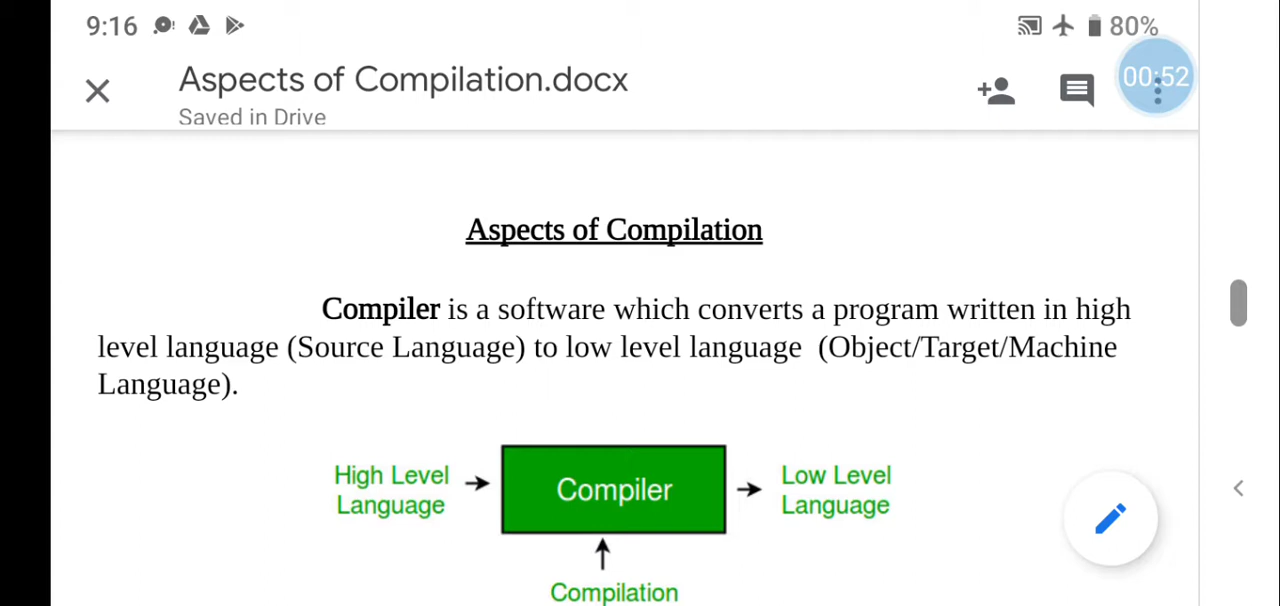 9:16
80%
00:52
Aspects of Compilation.docx
Saved in Drive
Aspects of Compilation
Compiler is a software which converts a program written in high
level language (Source Language) to low level language (Object/Target/Machine
Language).
High Level
Language
Compiler
Low Level
Language
Compilation